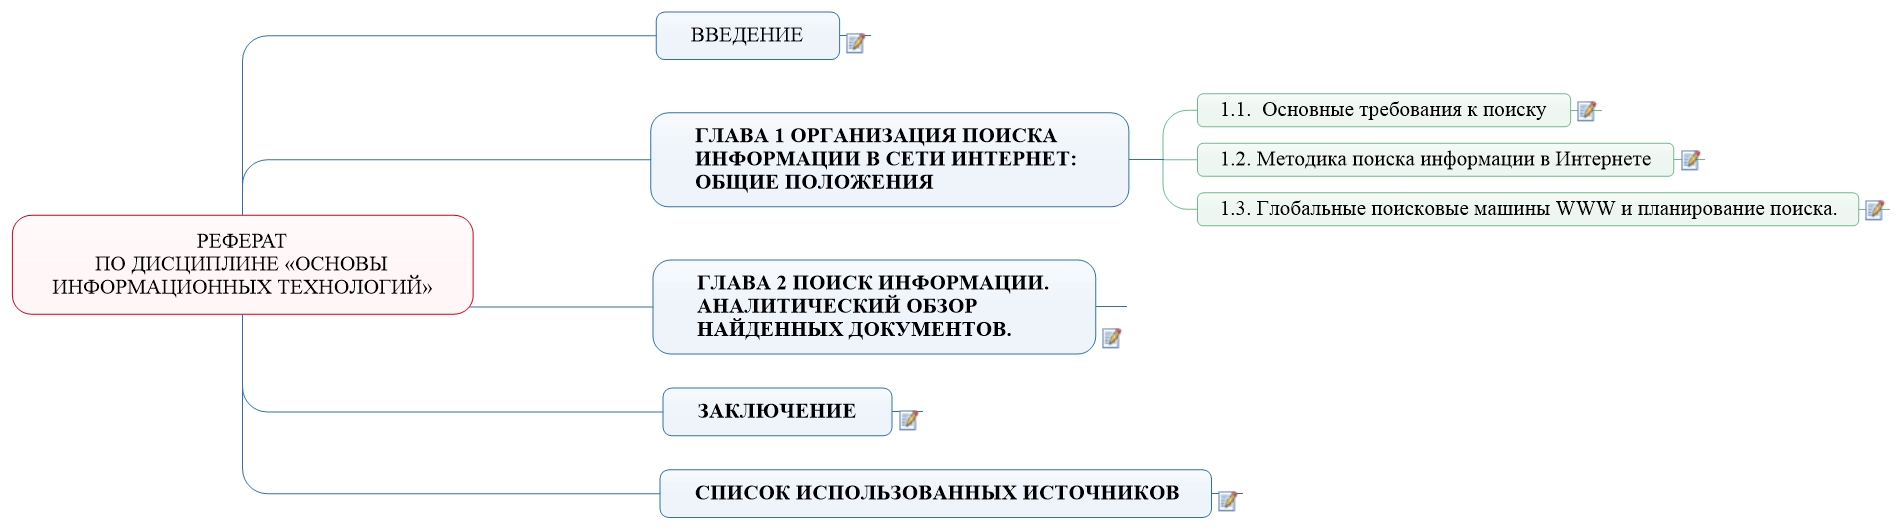 ВВЕДЕНИЕ
ГЛАВА 1 ОРГАНИЗАЦИЯ ПОИСКА
ИНФОРМАЦИИ В СЕТИ ИНТЕРНЕТ:
ОБЩИЕ ПОЛОЖЕНИЯ
1.1.  Основные требования к поиску
1.2. Методика поиска информации в Интернете
1.3. Глобальные поисковые машины WWW и планирование поиска.
РЕФЕРАТ
ПО ДИСЦИПЛИНЕ «ОСНОВЫ
ИНФОРМАЦИОННЫХ ТЕХНОЛОГИЙ»
ГЛАВА 2 ПОИСК ИНФОРМАЦИИ.
АНАЛИТИЧЕСКИЙ ОБЗОР
НАЙДЕННЫХ ДОКУМЕНТОВ.
ЗАКЛЮЧЕНИЕ
СПИСОК ИСПОЛЬЗОВАННЫХ ИСТОЧНИКОВ